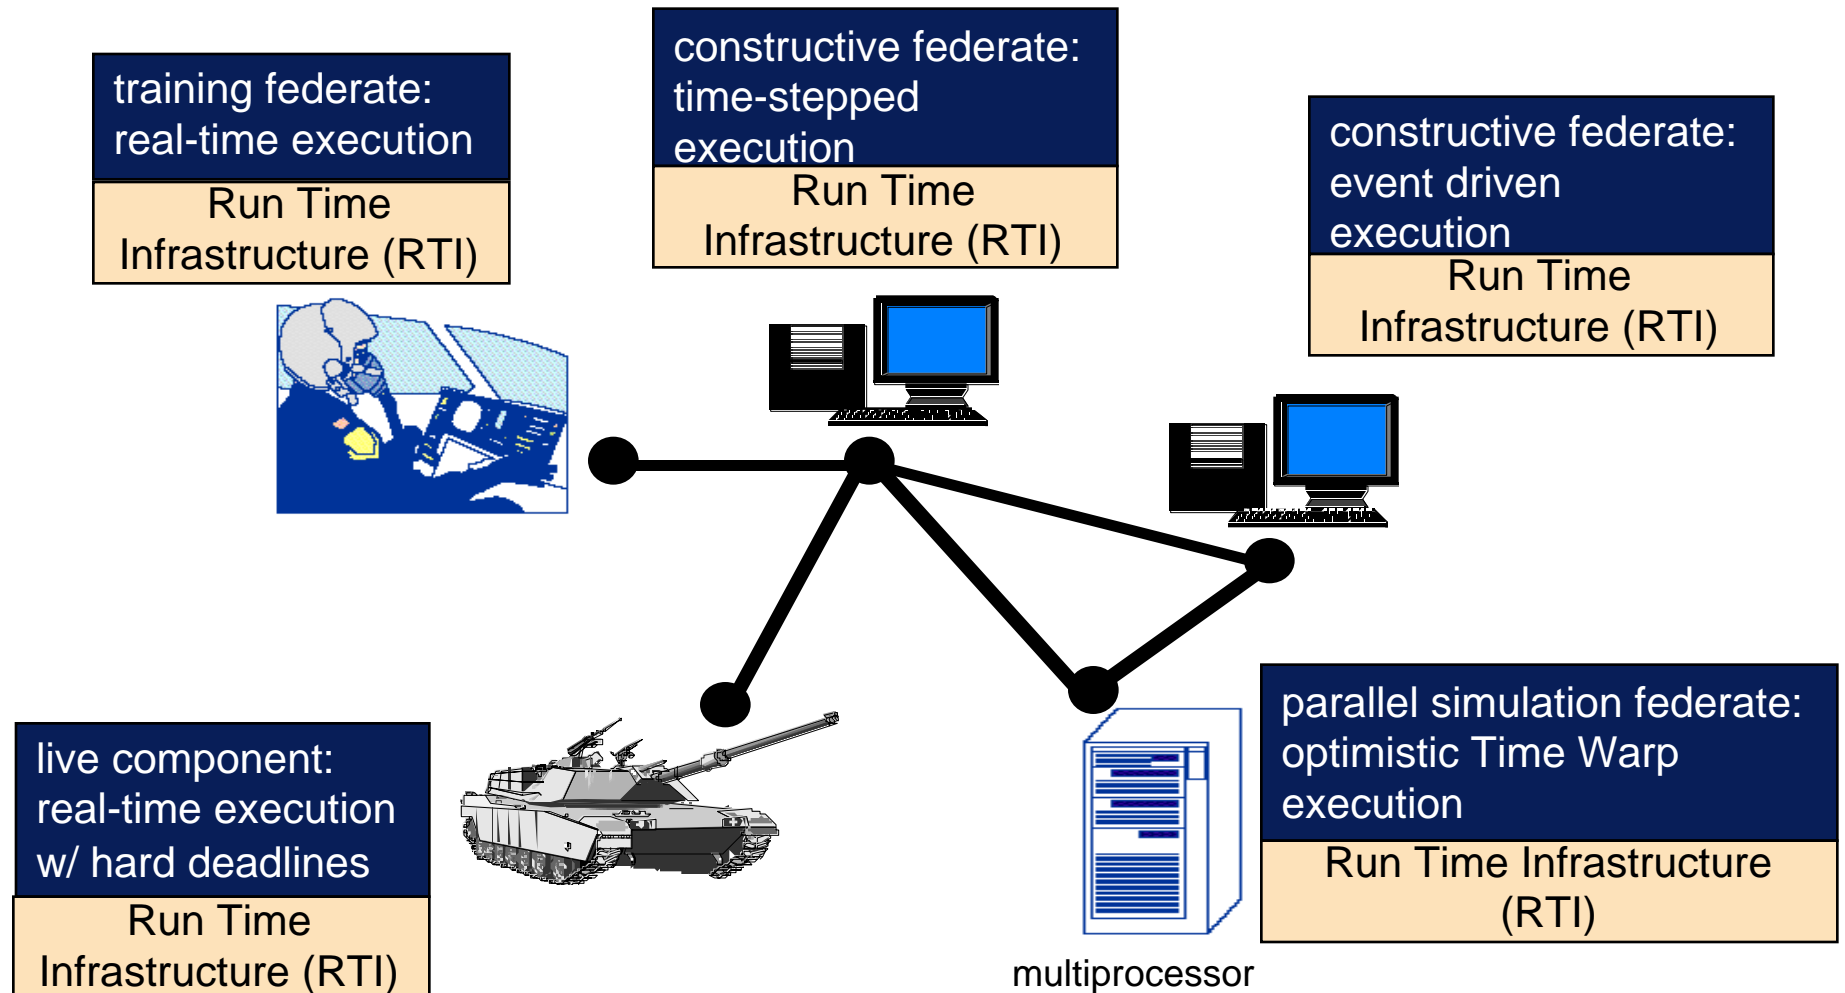 training federate:
real-time execution
Run Time
Infrastructure (RTI)
constructive federate:
time-stepped
execution
Run Time
Infrastructure (RTI)
constructive federate:
event driven
execution
Run Time
Infrastructure (RTI)
live component:
real-time execution
w/ hard deadlines
Run Time
Infrastructure (RTI)
parallel simulation federate:
optimistic Time Warp
execution
Run Time Infrastructure
(RTI)
multiprocessor